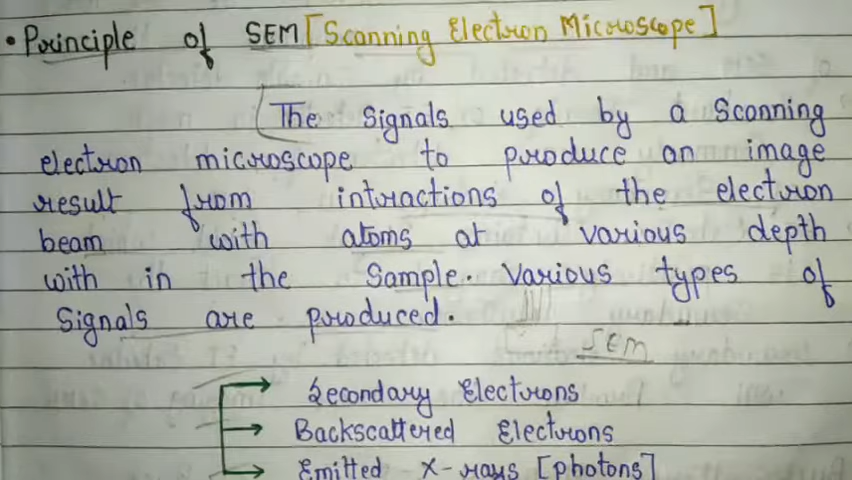 • Principle of SEM [Scanning Electron Microscope]
The Signals used by a Scanning
electron microscope to produce an image
result from intractions of the electron
beam with atoms at various depth
with in the Sample. Various types of
Signals are produced.
Sem
Secondary Electrons
Backscattered Electrons
Emitted X-rays [photons]